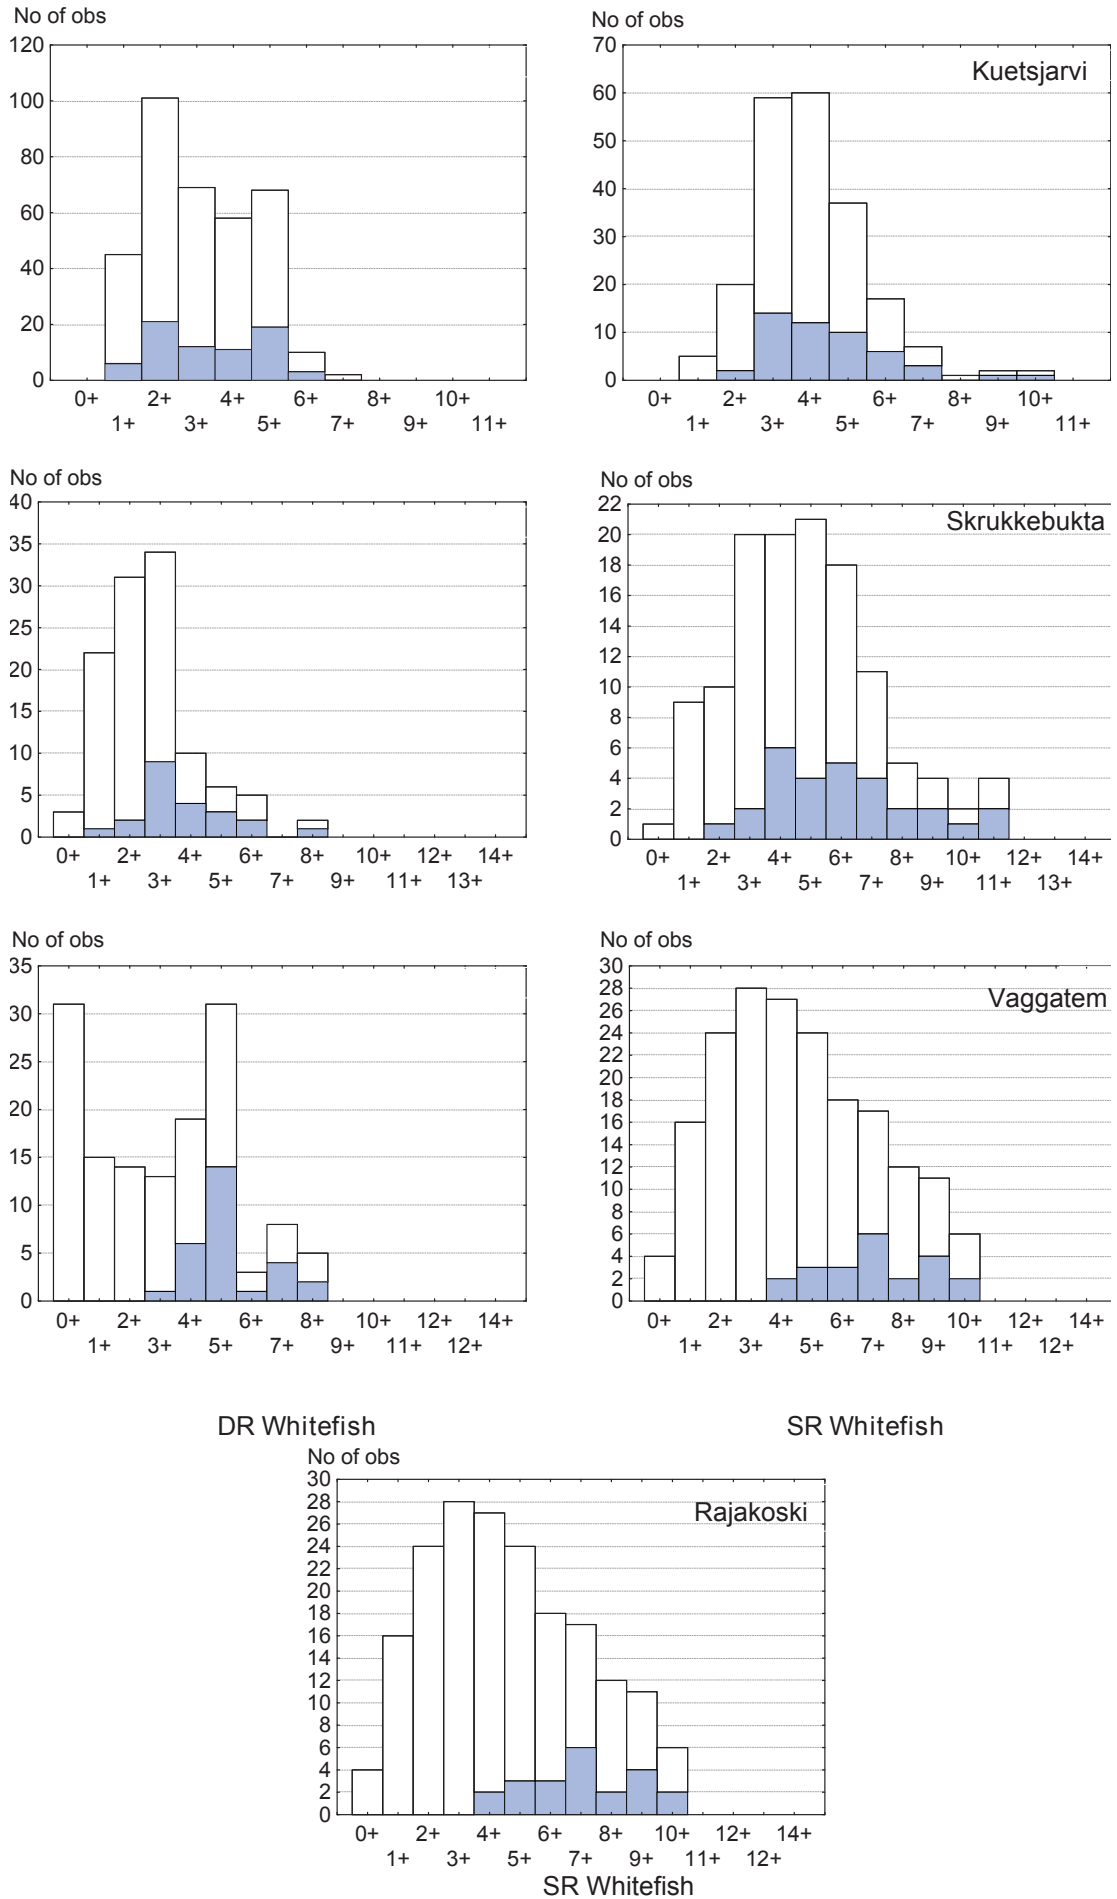 No of obs
120
100
80
60
40
20
0
0+ 2+ 4+ 6+ 8+ 10+
1+ 3+ 5+ 7+ 9+ 11+
No of obs
Kuetsjarvi
70
60
50
40
30
20
10
0
0+ 2+ 4+ 6+ 8+ 10+
1+ 3+ 5+ 7+ 9+ 11+
No of obs
40
35
30
25
20
15
10
5
0
0+ 2+ 4+ 6+ 8+ 10+ 12+ 14+
1+ 3+ 5+ 7+ 9+ 11+ 13+
No of obs
Skrukkebukta
22
20
18
16
14
12
10
8
6
4
2
0
0+ 2+ 4+ 6+ 8+ 10+ 12+ 14+
1+ 3+ 5+ 7+ 9+ 11+ 13+
No of obs
35
30
25
20
15
10
5
0
0+ 2+ 4+ 6+ 8+ 10+ 12+ 14+
1+ 3+ 5+ 7+ 9+ 11+ 12+
No of obs
Vaggatem
30
28
26
24
22
20
18
16
14
12
10
8
6
4
2
0
0+ 2+ 4+ 6+ 8+ 10+ 12+ 14+
1+ 3+ 5+ 7+ 9+ 11+ 12+
DR Whitefish
SR Whitefish
No of obs
Rajakoski
30
28
26
24
22
20
18
16
14
12
10
8
6
4
2
0
0+ 2+ 4+ 6+ 8+ 10+ 12+ 14+
1+ 3+ 5+ 7+ 9+ 11+ 12+
SR Whitefish